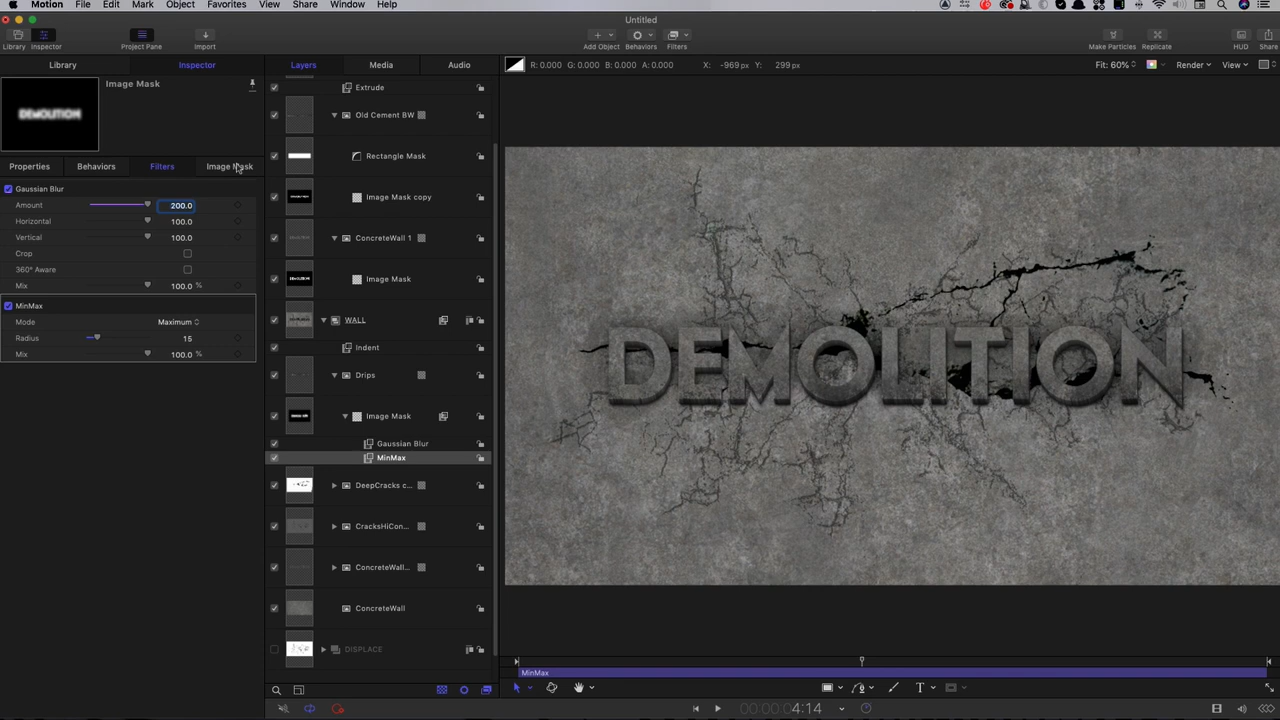 Motion File Edit Mark Object Favorites View Share Window Help
Untitled
Library Inspector Project Pane Import Add Object Behaviors Filters Make Particles Replicate HUD Share
Library Inspector Layers Media Audio R: 0.000 G: 0.000 B: 0.000 A: 0.000 X: -969 px Y: 299 px Fit: 60% Render View
Image Mask
DEMOLITION
Properties Behaviors Filters Image Mask
Gaussian Blur
Amount 200.0
Horizontal 100.0
Vertical 100.0
Crop
360° Aware
Mix 100.0 %
MinMax
Mode Maximum
Radius 15
Mix 100.0 %
Extrude
Old Cement BW
Rectangle Mask
Image Mask copy
ConcreteWall 1
Image Mask
WALL
Indent
Drips
Image Mask
Gaussian Blur
MinMax
DeepCracks c...
CracksHiCon...
ConcreteWall...
ConcreteWall
DISPLACE
DEMOLITION
MinMax
T
00:00:00:04:14